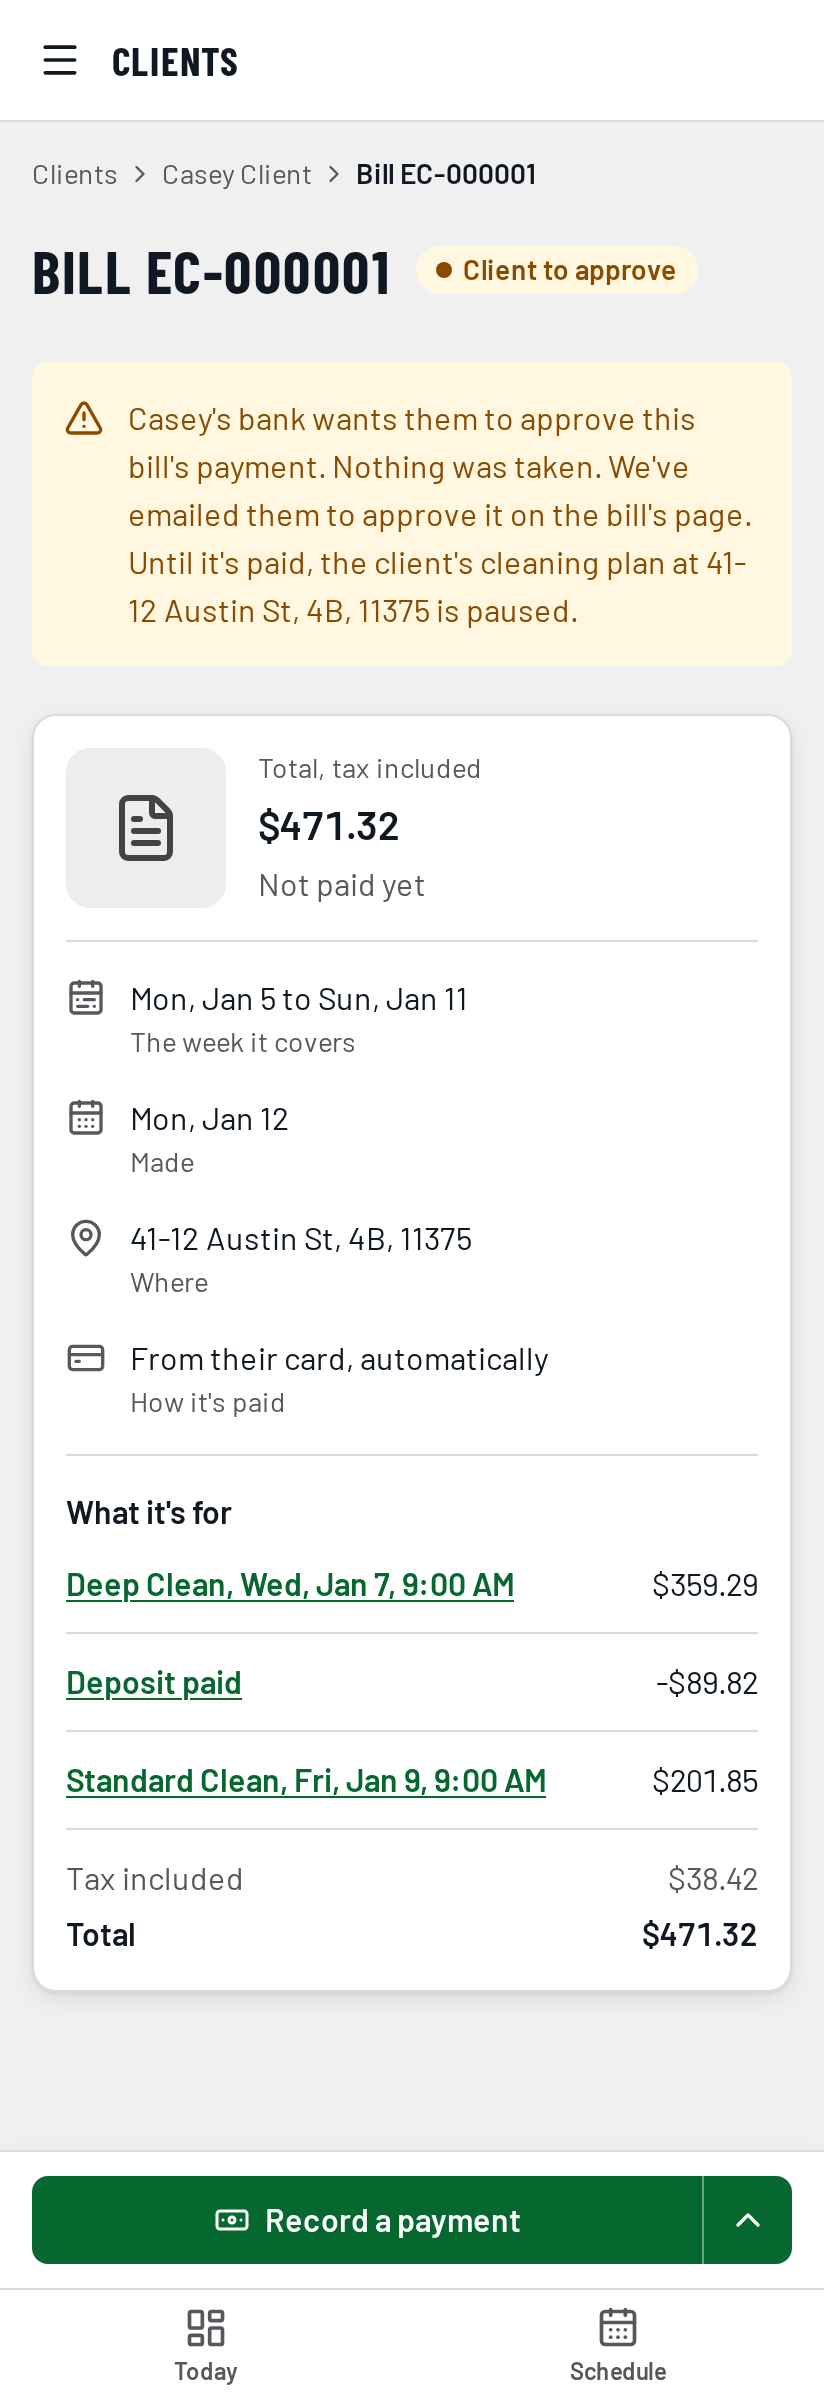 CLIENTS
Clients > Casey Client > Bill EC-000001
BILL EC-000001
Client to approve
Casey's bank wants them to approve this
bill's payment. Nothing was taken. We've
emailed them to approve it on the bill's page.
Until it's paid, the client's cleaning plan at 41-
12 Austin St, 4B, 11375 is paused.
Total, tax included
$471.32
Not paid yet
Mon, Jan 5 to Sun, Jan 11
The week it covers
Mon, Jan 12
Made
41-12 Austin St, 4B, 11375
Where
From their card, automatically
How it's paid
What it's for
Deep Clean, Wed, Jan 7, 9:00 AM $359.29
Deposit paid -$89.82
Standard Clean, Fri, Jan 9, 9:00 AM $201.85
Tax included $38.42
Total $471.32
Record a payment
Today Schedule